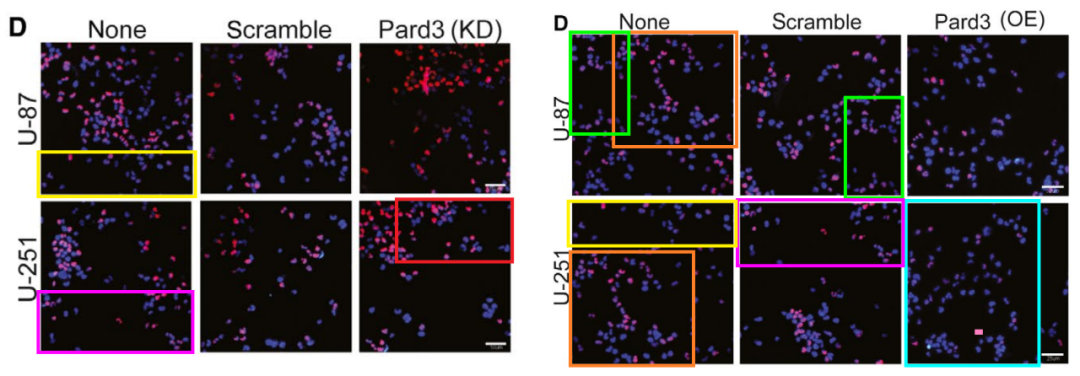 D None Scramble Pard3 (KD)
U-87
U-251
D None Scramble Pard3 (OE)
U-87
U-251